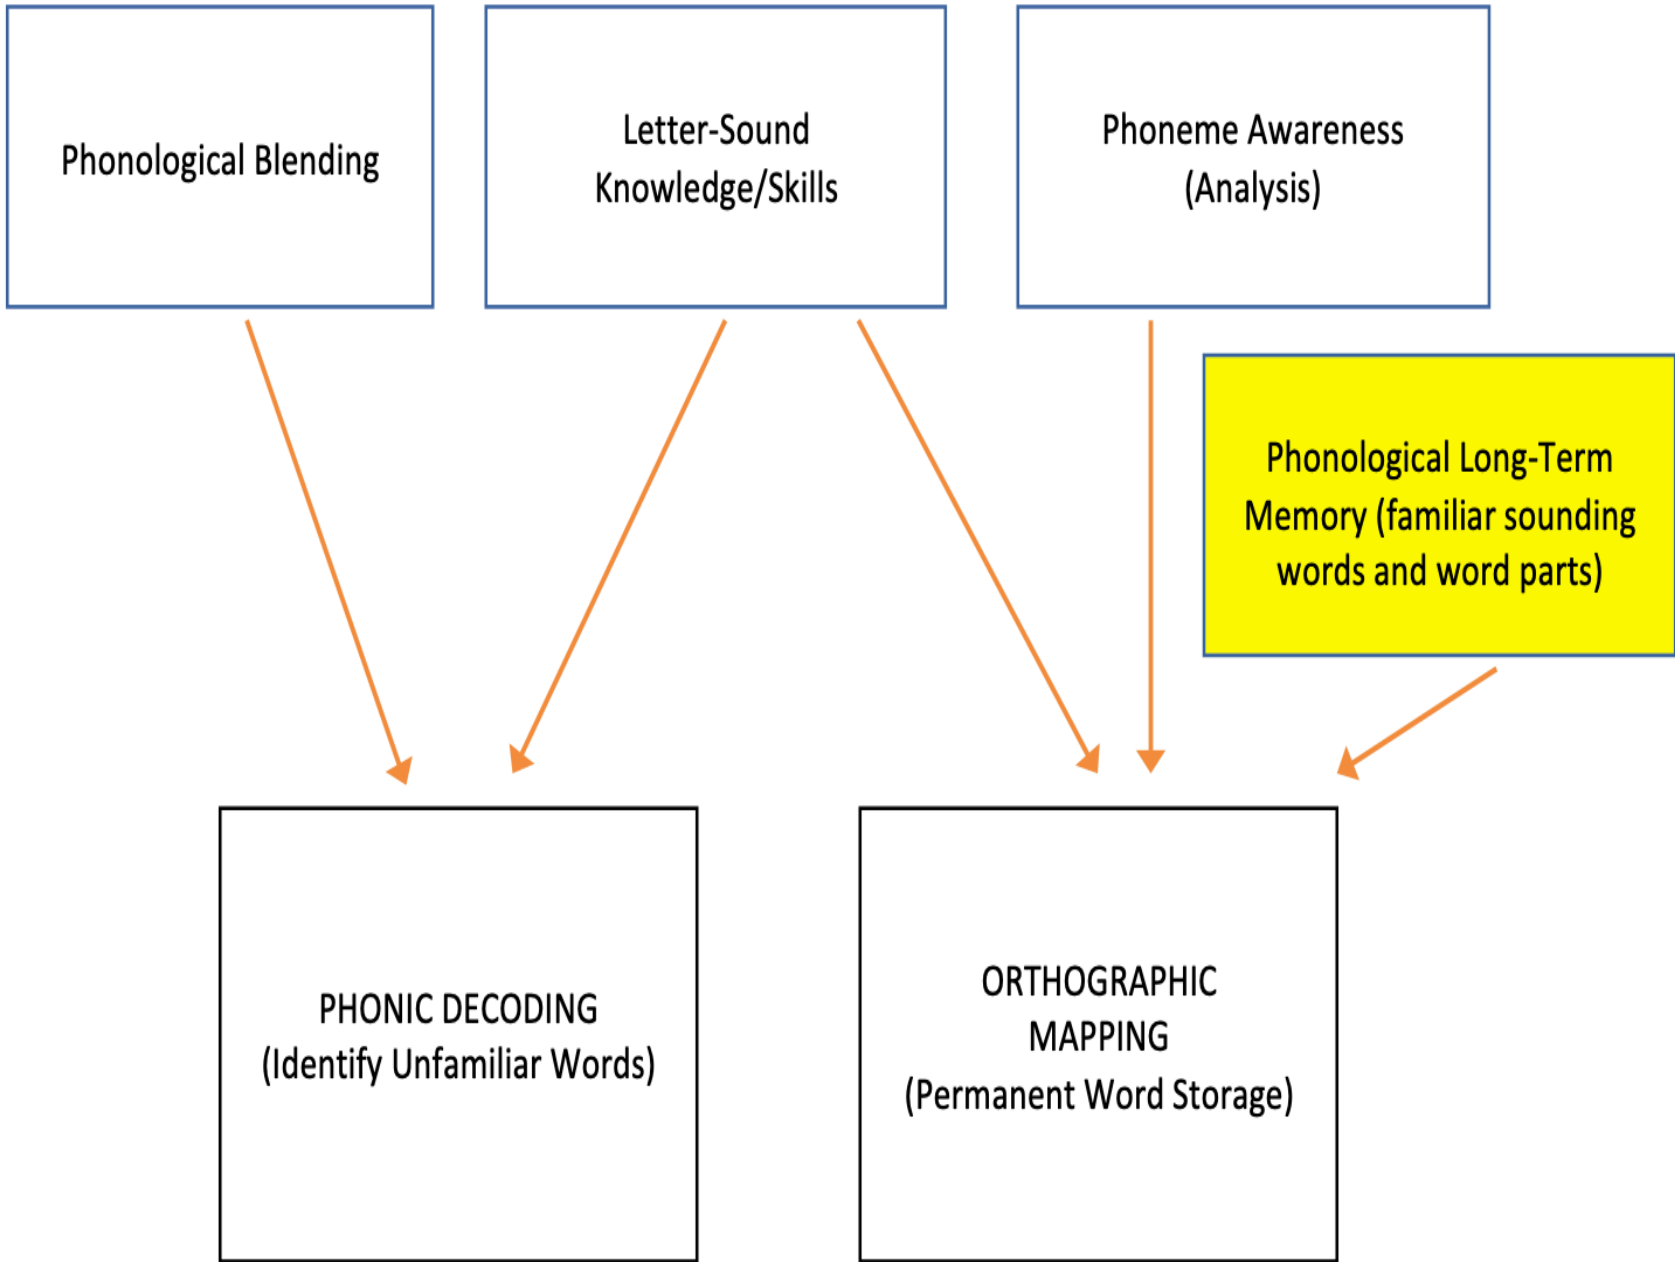 Phonological Blending
Letter-Sound
Knowledge/Skills
Phoneme Awareness
(Analysis)
Phonological Long-Term
Memory (familiar sounding
words and word parts)
PHONIC DECODING
(Identify Unfamiliar Words)
ORTHOGRAPHIC
MAPPING
(Permanent Word Storage)